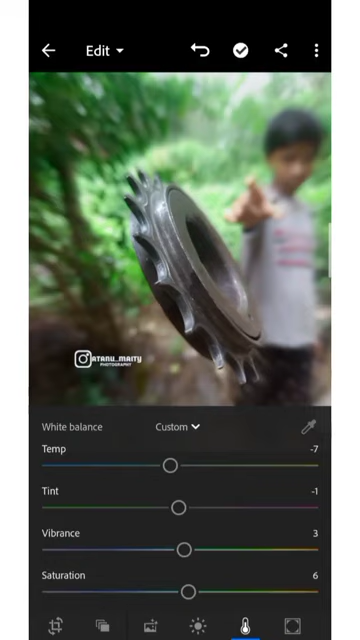 Edit
ATANU_MAITY
PHOTOGRAPHY
White balance
Custom
Temp
-7
Tint
-1
Vibrance
3
Saturation
6